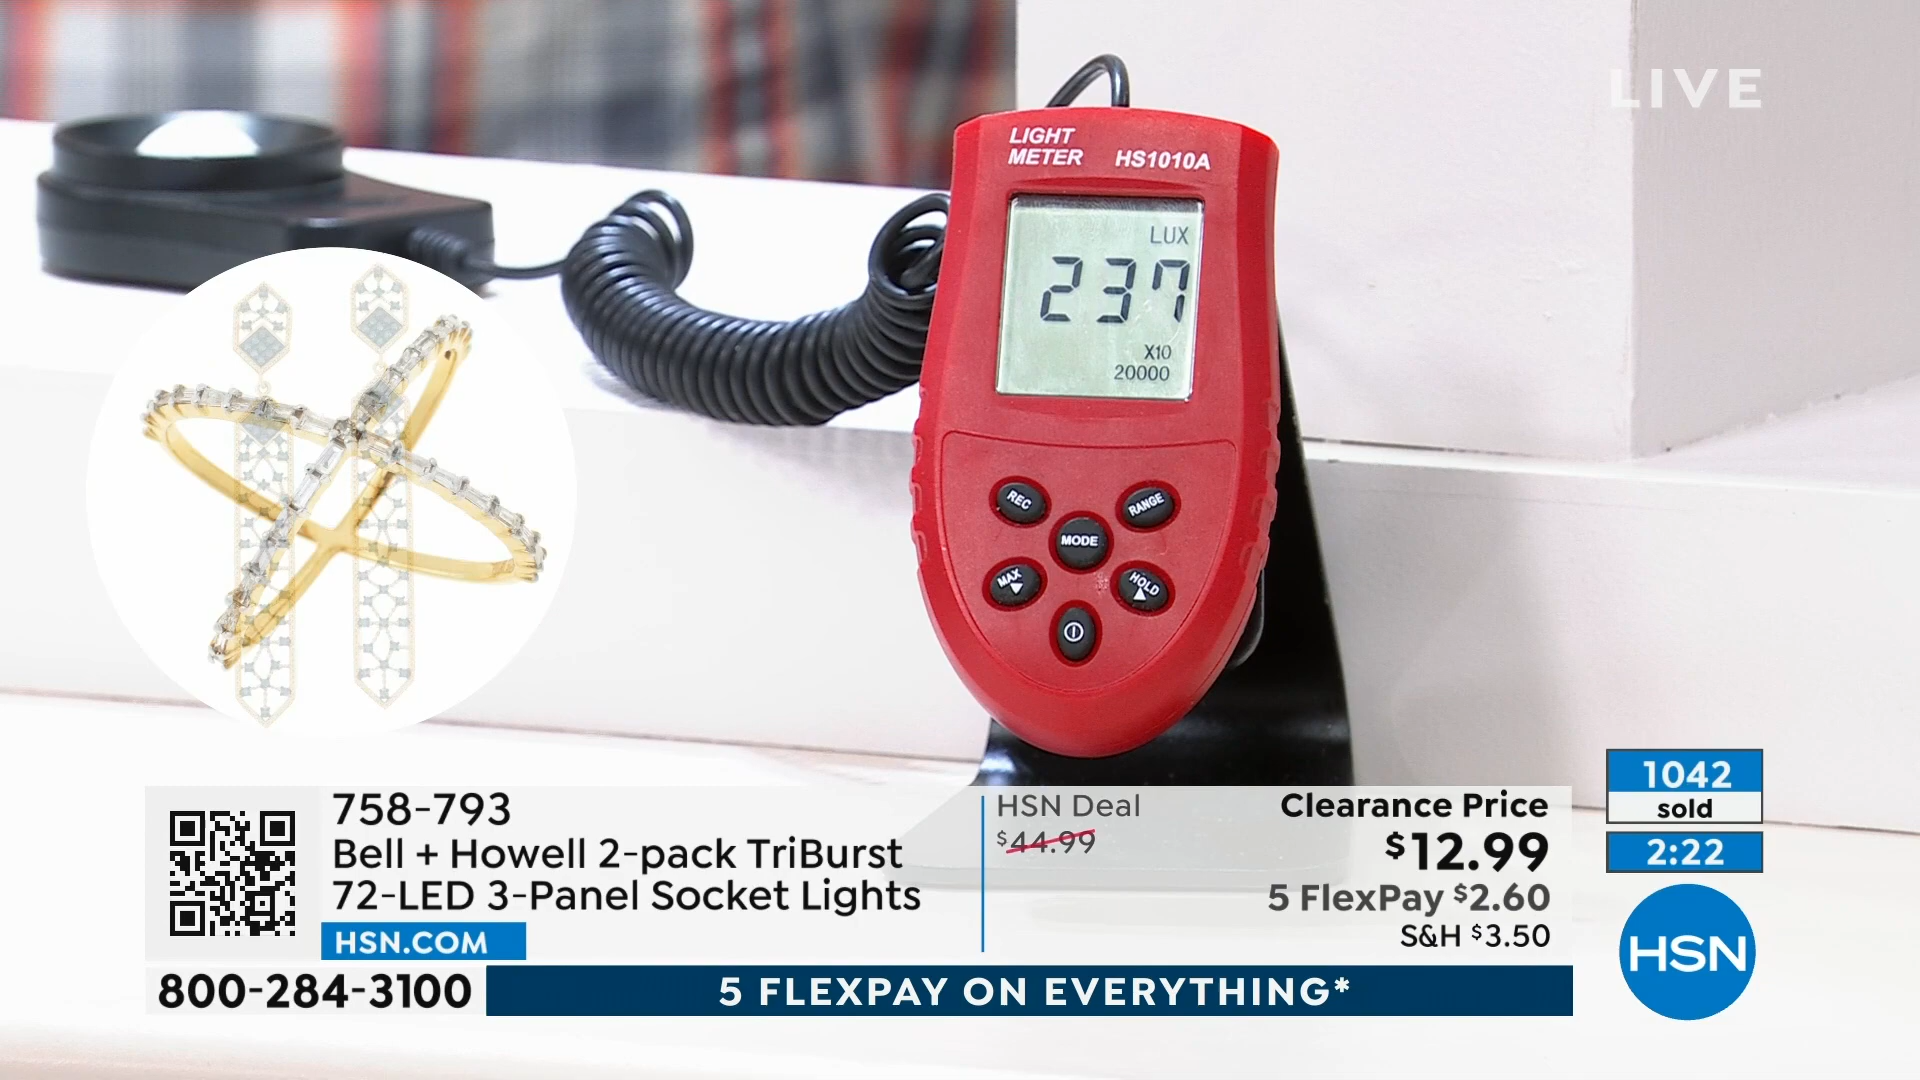 LIVE
LIGHT
METER HS1010A
LUX
237
X10
20000
REC
RANGE
MODE
MAX
HOLD
758-793
Bell + Howell 2-pack TriBurst
72-LED 3-Panel Socket Lights
HSN.COM
HSN Deal
$44.99
Clearance Price
$12.99
5 FlexPay $2.60
S&H $3.50
1042
sold
2:22
HSN
800-284-3100
5 FLEXPAY ON EVERYTHING*